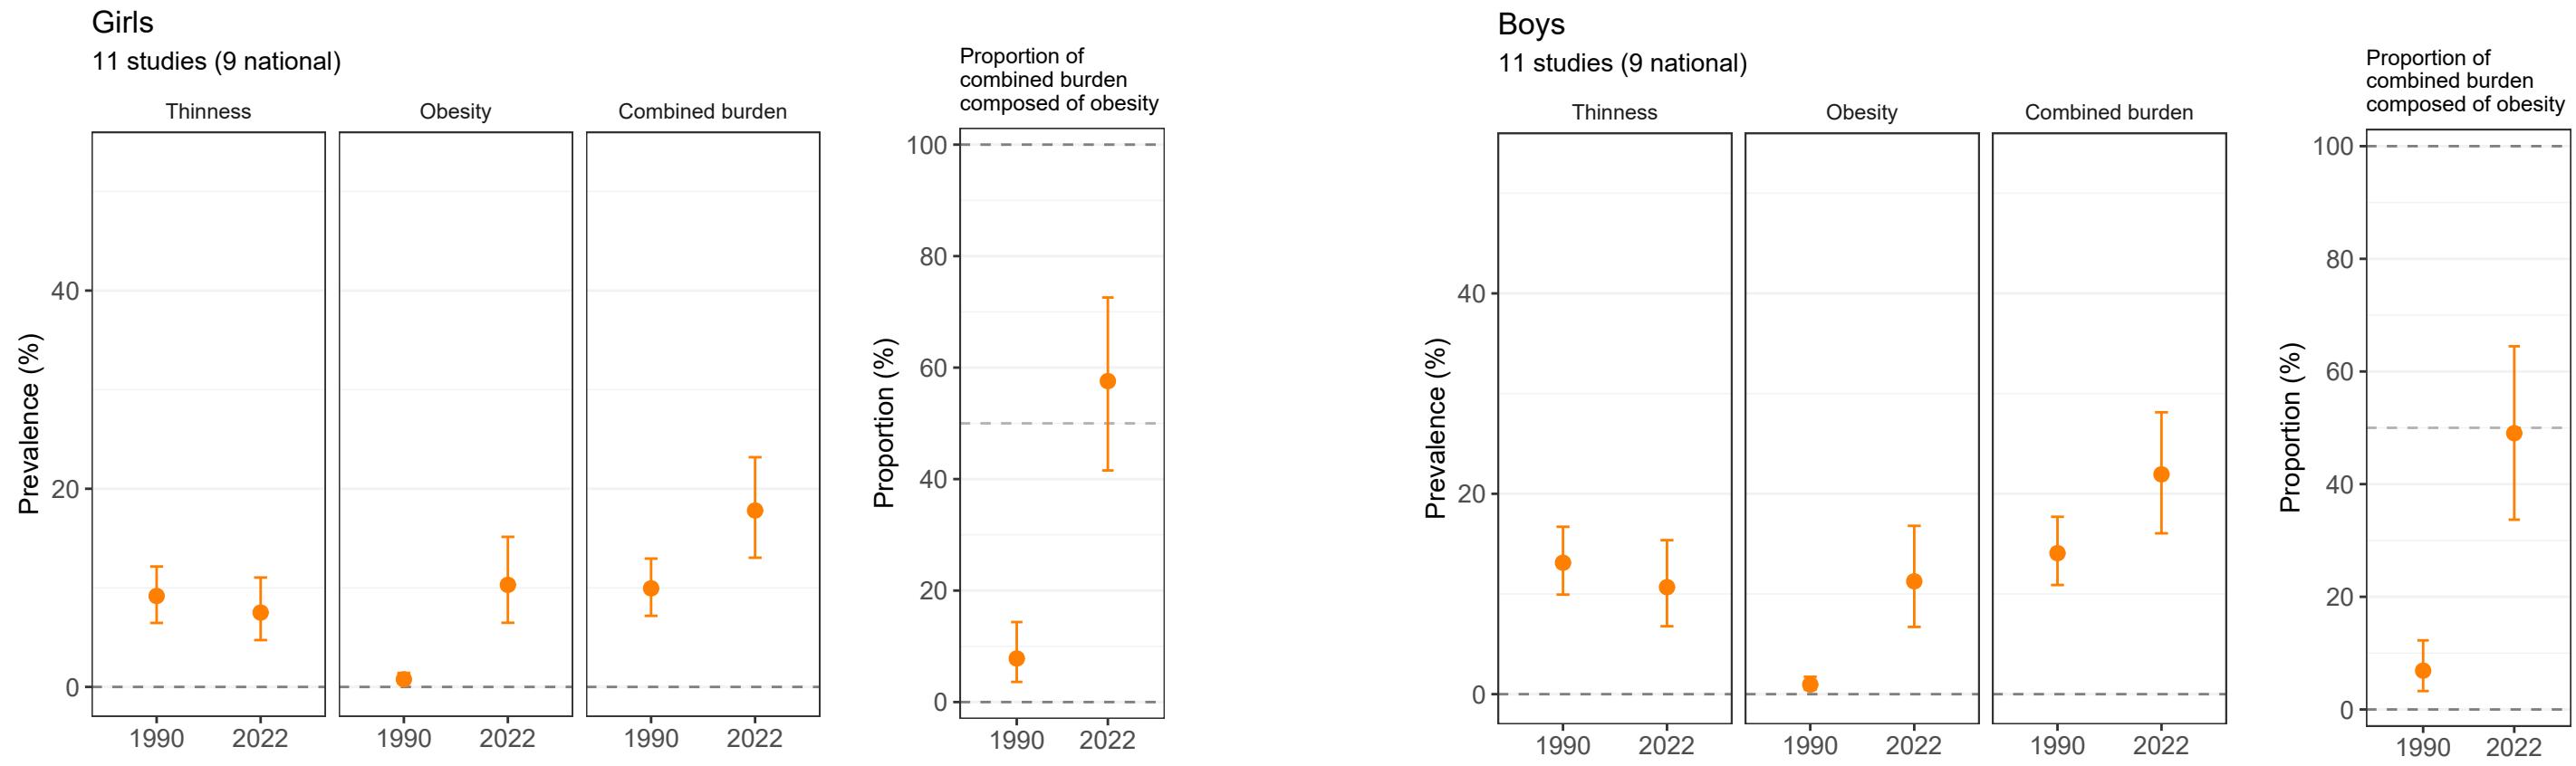 Girls
11 studies (9 national)
Thinness
Obesity
Combined burden
Prevalence (%)
40
20
0
1990 2022
1990 2022
1990 2022
Proportion of
combined burden
composed of obesity
Proportion (%)
100
80
60
40
20
0
1990 2022
Boys
11 studies (9 national)
Thinness
Obesity
Combined burden
Prevalence (%)
40
20
0
1990 2022
1990 2022
1990 2022
Proportion of
combined burden
composed of obesity
Proportion (%)
100
80
60
40
20
0
1990 2022